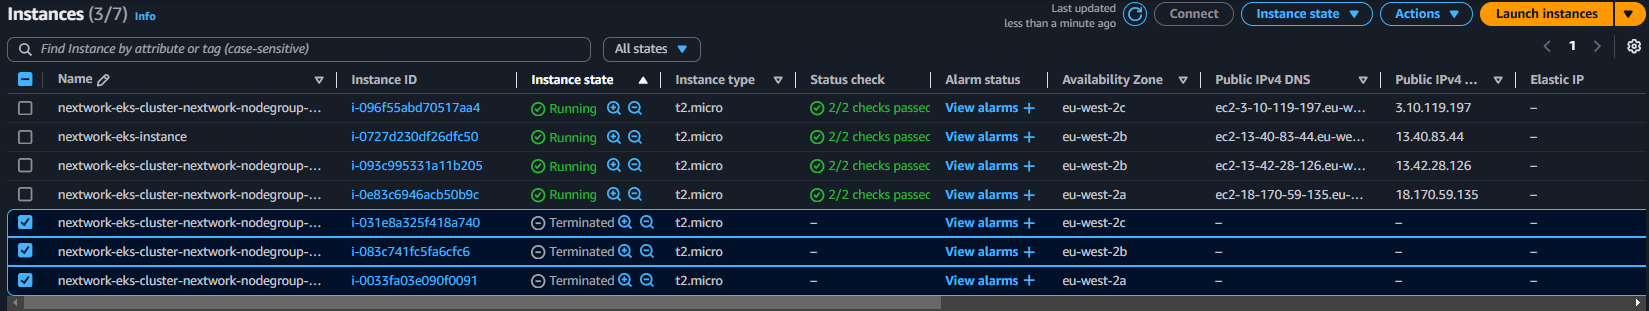 Instances (3/7) Info Last updated less than a minute ago Connect Instance state Actions Launch instances
Find Instance by attribute or tag (case-sensitive) All states 1
Name Instance ID Instance state Instance type Status check Alarm status Availability Zone Public IPv4 DNS Public IPv4 ... Elastic IP
nextwork-eks-cluster-nextwork-nodegroup-... i-096f55abd70517aa4 Running t2.micro 2/2 checks passed View alarms + eu-west-2c ec2-3-10-119-197.eu-w... 3.10.119.197 –
nextwork-eks-instance i-0727d230df26dfc50 Running t2.micro 2/2 checks passed View alarms + eu-west-2b ec2-13-40-83-44.eu-we... 13.40.83.44 –
nextwork-eks-cluster-nextwork-nodegroup-... i-093c995331a11b205 Running t2.micro 2/2 checks passed View alarms + eu-west-2b ec2-13-42-28-126.eu-w... 13.42.28.126 –
nextwork-eks-cluster-nextwork-nodegroup-... i-0e83c6946acb50b9c Running t2.micro 2/2 checks passed View alarms + eu-west-2a ec2-18-170-59-135.eu-... 18.170.59.135 –
nextwork-eks-cluster-nextwork-nodegroup-... i-031e8a325f418a740 Terminated t2.micro – View alarms + eu-west-2c – – –
nextwork-eks-cluster-nextwork-nodegroup-... i-083c741fc5fa6cfc6 Terminated t2.micro – View alarms + eu-west-2b – – –
nextwork-eks-cluster-nextwork-nodegroup-... i-0033fa03e090f0091 Terminated t2.micro – View alarms + eu-west-2a – – –